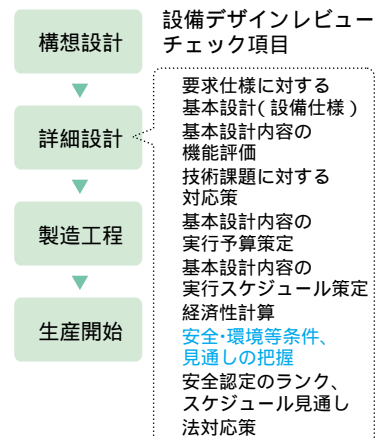 構想設計
詳細設計
製造工程
生産開始
設備デザインレビュー
チェック項目
要求仕様に対する
基本設計(設備仕様)
基本設計内容の
機能評価
技術課題に対する
対応策
基本設計内容の
実行予算策定
基本設計内容の
実行スケジュール策定
経済性計算
安全・環境等条件、
見通しの把握
安全認定のランク、
スケジュール見通し
法対応策